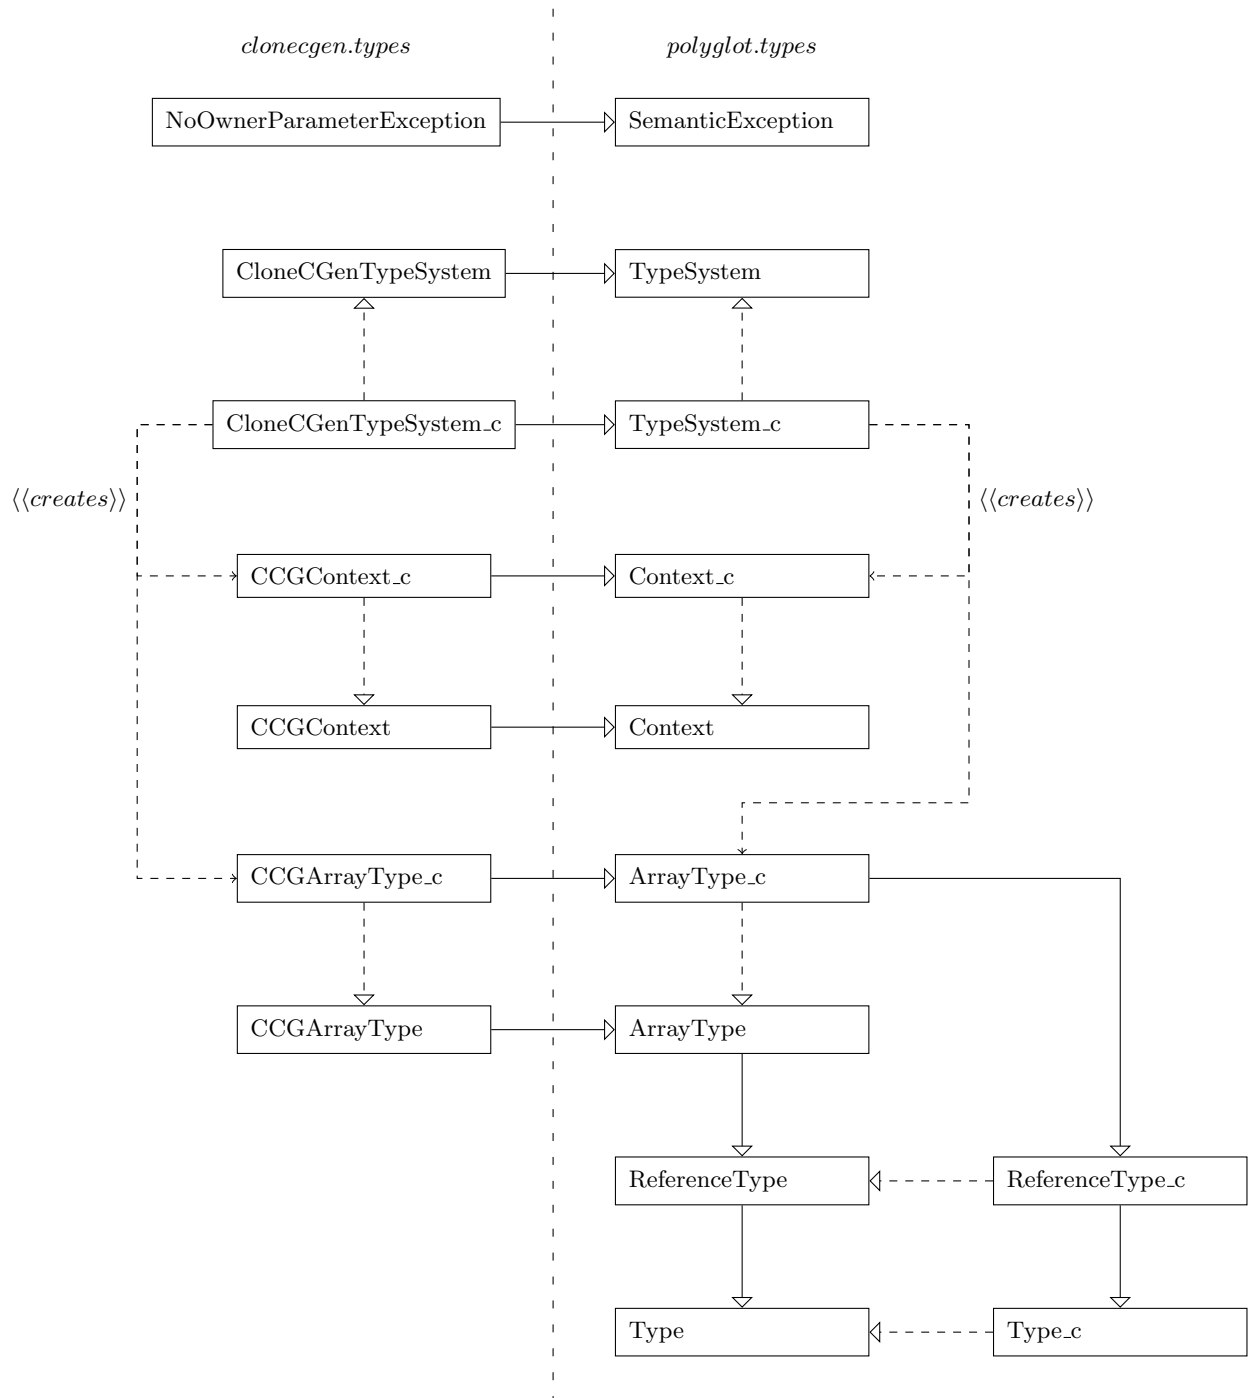 clonecgen.types
polyglot.types
NoOwnerParameterException
SemanticException
CloneCGenTypeSystem
TypeSystem
CloneCGenTypeSystem_c
TypeSystem_c
⟨⟨creates⟩⟩
⟨⟨creates⟩⟩
CCGContext_c
Context_c
CCGContext
Context
CCGArrayType_c
ArrayType_c
CCGArrayType
ArrayType
ReferenceType
ReferenceType_c
Type
Type_c